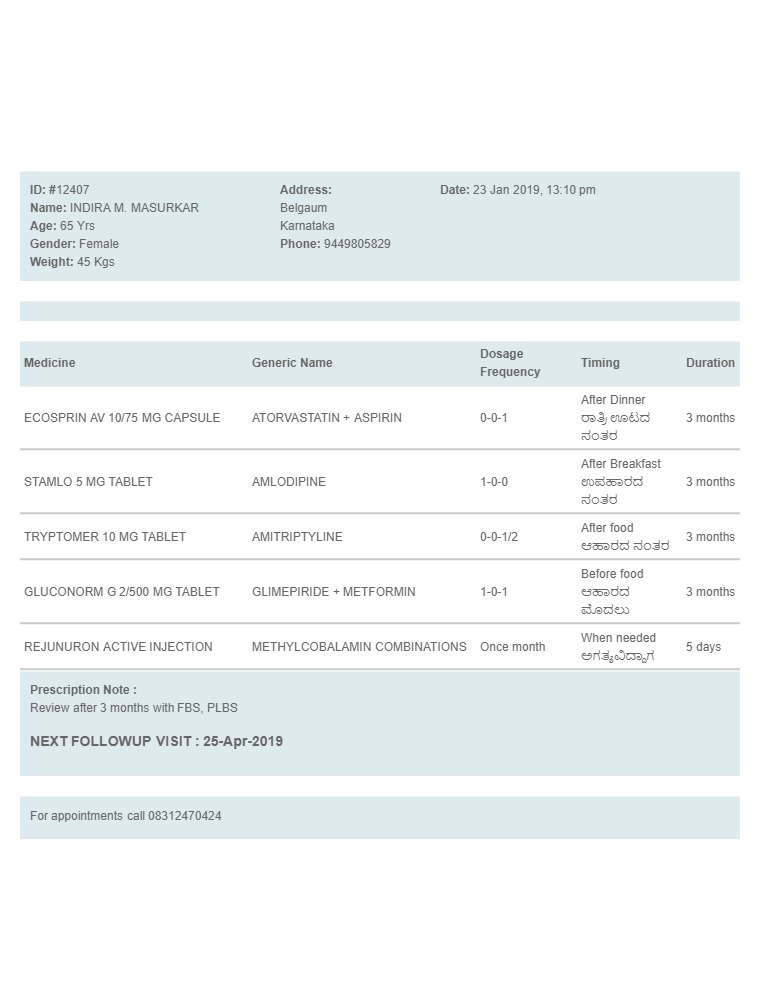 ID: #12407
Name: INDIRA M. MASURKAR
Age: 65 Yrs
Gender: Female
Weight: 45 Kgs
Address:
Belgaum
Karnataka
Phone: 9449805829
Date: 23 Jan 2019, 13:10 pm
Medicine Generic Name Dosage Frequency Timing Duration
ECOSPRIN AV 10/75 MG CAPSULE ATORVASTATIN + ASPIRIN 0-0-1 After Dinner 3 months
ರಾತ್ರಿ ಊಟದ
ನಂತರ
STAMLO 5 MG TABLET AMLODIPINE 1-0-0 After Breakfast 3 months
ಉಪಹಾರದ
ನಂತರ
TRYPTOMER 10 MG TABLET AMITRIPTYLINE 0-0-1/2 After food 3 months
ಆಹಾರದ ನಂತರ
GLUCONORM G 2/500 MG TABLET GLIMEPIRIDE + METFORMIN 1-0-1 Before food 3 months
ಆಹಾರದ
ಮೊದಲು
REJUNURON ACTIVE INJECTION METHYLCOBALAMIN COMBINATIONS Once month When needed 5 days
ಅಗತ್ಯವಿದ್ದಾಗ
Prescription Note :
Review after 3 months with FBS, PLBS
NEXT FOLLOWUP VISIT : 25-Apr-2019
For appointments call 08312470424